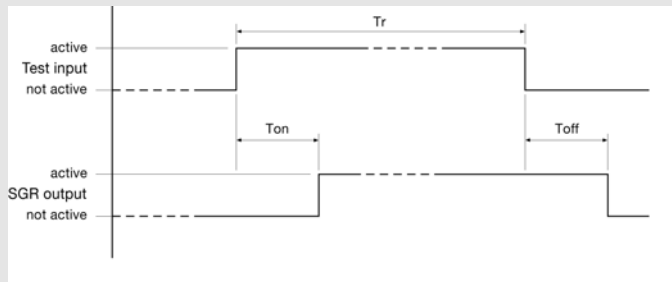 Tr
active
Test input
not active
Ton
Toff
active
SGR output
not active